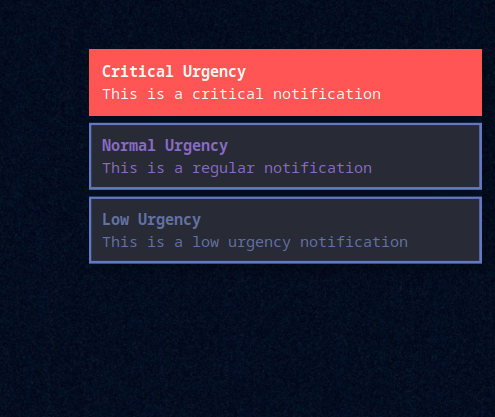 Critical Urgency
This is a critical notification
Normal Urgency
This is a regular notification
Low Urgency
This is a low urgency notification